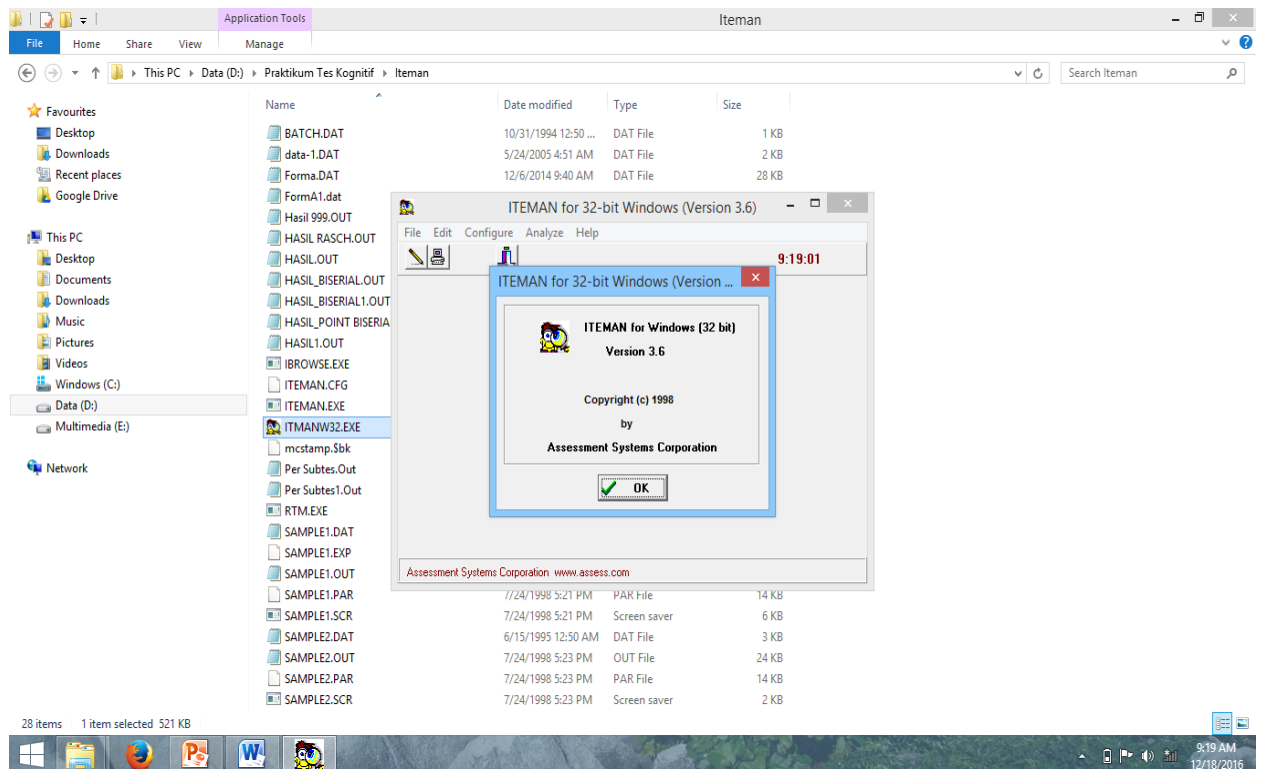 Application Tools
Iteman
File Home Share View Manage
This PC Data (D:) Praktikum Tes Kognitif Iteman
Search Iteman
Favourites
Desktop
Downloads
Recent places
Google Drive
This PC
Desktop
Documents
Downloads
Music
Pictures
Videos
Windows (C:)
Data (D:)
Multimedia (E:)
Network
Name Date modified Type Size
BATCH.DAT 10/31/1994 12:50 ... DAT File 1 KB
data-1.DAT 5/24/2005 4:51 AM DAT File 2 KB
Forma.DAT 12/6/2014 9:40 AM DAT File 28 KB
FormA1.dat
Hasil 999.OUT
HASIL RASCH.OUT
HASIL.OUT
HASIL_BISERIAL.OUT
HASIL_BISERIAL1.OUT
HASIL_POINT BISERIA
HASIL1.OUT
IBROWSE.EXE
ITEMAN.CFG
ITEMAN.EXE
ITMANW32.EXE
mcstamp.$bk
Per Subtes.Out
Per Subtes1.Out
RTM.EXE
SAMPLE1.DAT
SAMPLE1.EXP
SAMPLE1.OUT
SAMPLE1.PAR 7/24/1998 5:21 PM PAR File 14 KB
SAMPLE1.SCR 7/24/1998 5:21 PM Screen saver 6 KB
SAMPLE2.DAT 6/15/1995 12:50 AM DAT File 3 KB
SAMPLE2.OUT 7/24/1998 5:23 PM OUT File 24 KB
SAMPLE2.PAR 7/24/1998 5:23 PM PAR File 14 KB
SAMPLE2.SCR 7/24/1998 5:23 PM Screen saver 2 KB
ITEMAN for 32-bit Windows (Version 3.6)
File Edit Configure Analyze Help
9:19:01
ITEMAN for 32-bit Windows (Version ...
ITEMAN for Windows (32 bit)
Version 3.6
Copyright (c) 1998
by
Assessment Systems Corporation
OK
Assessment Systems Corporation www.assess.com
28 items 1 item selected 521 KB
9:19 AM
12/18/2016